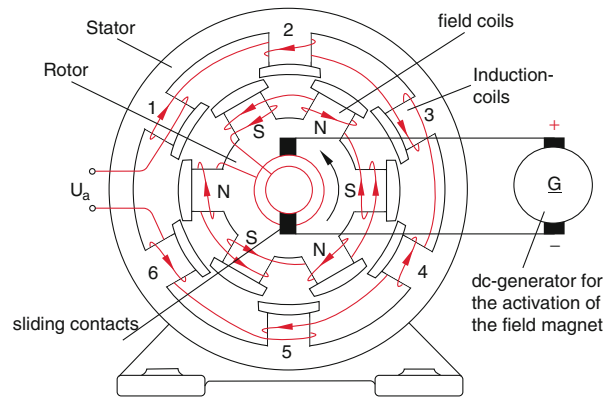 Stator
2
field coils
Rotor
Induction-
coils
1
3
S
N
+
U_a
N
S
G
S
N
−
6
4
dc-generator for
the activation of
the field magnet
sliding contacts
5